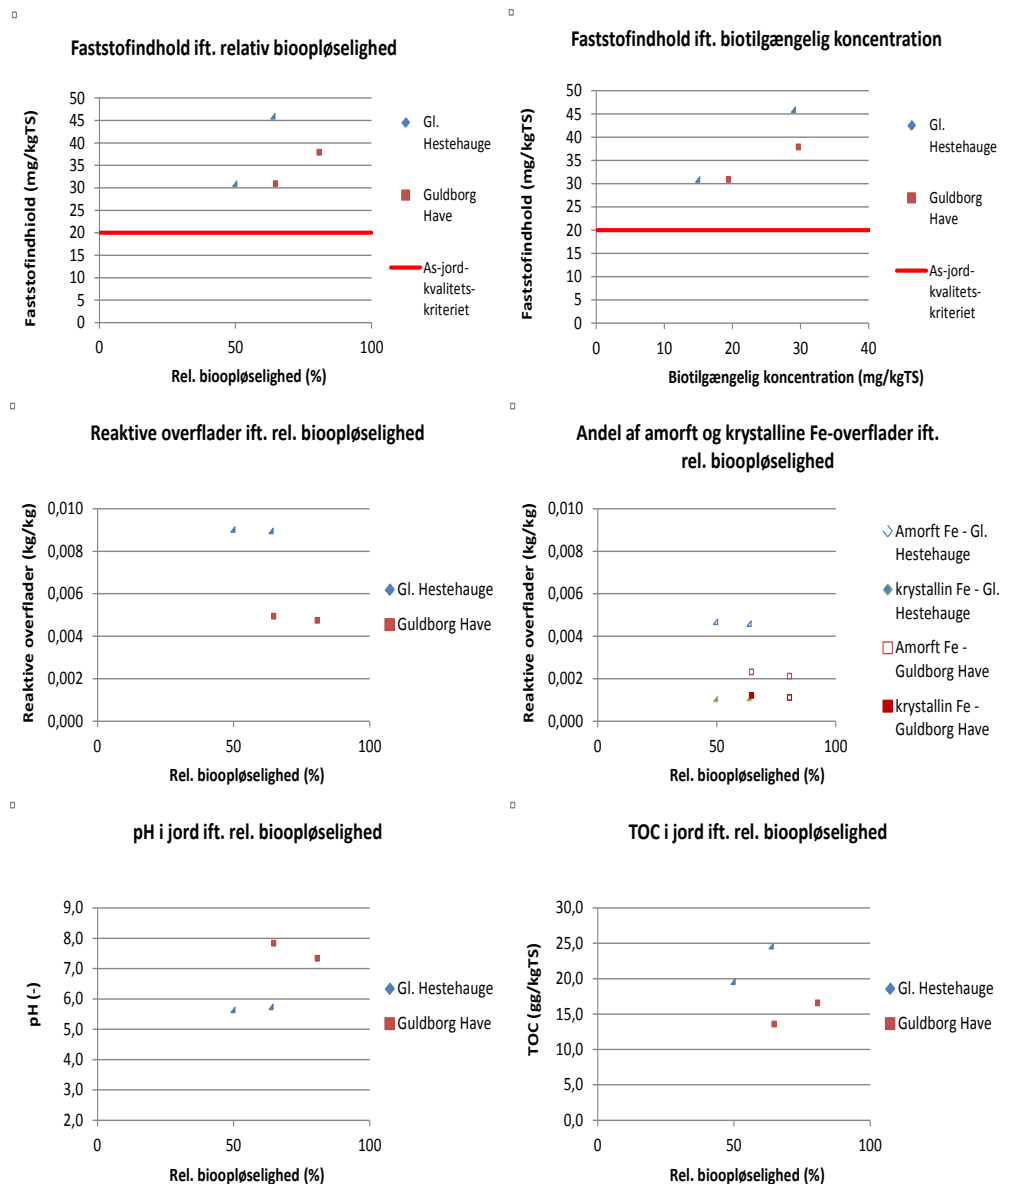 Faststofindhold ift. relativ bioopløselighed
Faststofindhiold (mg/kgTS)
50
45
40
35
30
25
20
15
10
5
0
0
50
100
Rel. bioopløselighed (%)
Gl.
Hestehauge
Guldborg
Have
As-jord-
kvalitets-
kriteriet
Faststofindhold ift. biotilgængelig koncentration
Faststofindhold (mg/kgTS)
50
45
40
35
30
25
20
15
10
5
0
0
10
20
30
40
Biotilgængelig koncentration (mg/kgTS)
Gl.
Hestehauge
Guldborg
Have
As-jord-
kvalitets-
kriteriet
Reaktive overflader ift. rel. bioopløselighed
Reaktive overflader (kg/kg)
0,010
0,008
0,006
0,004
0,002
0,000
0
50
100
Rel. bioopløselighed (%)
Gl. Hestehauge
Guldborg Have
Andel af amorft og krystalline Fe-overflader ift.
rel. bioopløselighed
Reaktive overflader (kg/kg)
0,010
0,008
0,006
0,004
0,002
0,000
0
50
100
Rel. bioopløselighed (%)
Amorft Fe - Gl.
Hestehauge
krystallin Fe - Gl.
Hestehauge
Amorft Fe -
Guldborg Have
krystallin Fe -
Guldborg Have
pH i jord ift. rel. bioopløselighed
pH (-)
9,0
8,0
7,0
6,0
5,0
4,0
3,0
2,0
0
50
100
Rel. bioopløselighed (%)
Gl. Hestehauge
Guldborg Have
TOC i jord ift. rel. bioopløselighed
TOC (gg/kgTS)
30,0
25,0
20,0
15,0
10,0
5,0
0,0
0
50
100
Rel. bioopløselighed (%)
Gl. Hestehauge
Guldborg Have